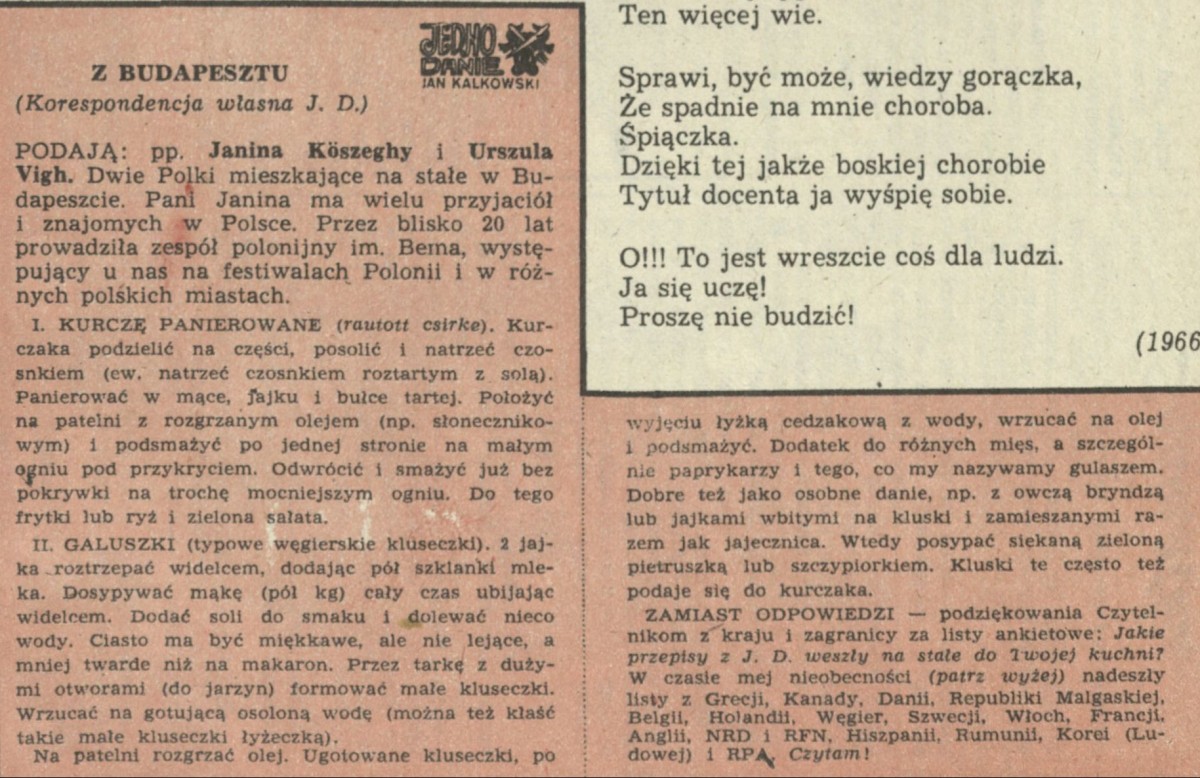 JEDNO
DANIE
JAN KALKOWSKI
Z BUDAPESZTU
(Korespondencja własna J. D.)
PODAJĄ: pp. Janina Köszeghy i Urszula
Vigh. Dwie Polki mieszkające na stałe w Bu-
dapeszcie. Pani Janina ma wielu przyjaciół
i znajomych w Polsce. Przez blisko 20 lat
prowadziła zespół polonijny im. Bema, wystę-
pujący u nas na festiwalach Polonii i w róż-
nych polskich miastach.
I. KURCZĘ PANIEROWANE (rautott csirke). Kur-
czaka podzielić na części, posolić i natrzeć czo-
snkiem (ew. natrzeć czosnkiem roztartym z solą).
Panierować w mące, jajku i bułce tartej. Położyć
na patelni z rozgrzanym olejem (np. słoneczniko-
wym) i podsmażyć po jednej stronie na małym
ogniu pod przykryciem. Odwrócić i smażyć już bez
pokrywki na trochę mocniejszym ogniu. Do tego
frytki lub ryż i zielona sałata.
II. GALUSZKI (typowe węgierskie kluseczki). 2 jaj-
ka roztrzepać widelcem, dodając pół szklanki mle-
ka. Dosypywać mąkę (pół kg) cały czas ubijając
widelcem. Dodać soli do smaku i dolewać nieco
wody. Ciasto ma być miękkawe, ale nie lejące, a
mniej twarde niż na makaron. Przez tarkę z duży-
mi otworami (do jarzyn) formować małe kluseczki.
Wrzucać na gotującą osoloną wodę (można też kłaść
takie małe kluseczki łyżeczką).
Na patelni rozgrzać olej. Ugotowane kluseczki, po
wyjęciu łyżką cedzakową z wody, wrzucać na olej
i podsmażyć. Dodatek do różnych mięs, a szczegól-
nie paprykarzy i tego, co my nazywamy gulaszem.
Dobre też jako osobne danie, np. z owczą bryndzą
lub jajkami wbitymi na kluski i zamieszanymi ra-
zem jak jajecznica. Wtedy posypać siekaną zieloną
pietruszką lub szczypiorkiem. Kluski te często też
podaje się do kurczaka.
ZAMIAST ODPOWIEDZI — podziękowania Czytel-
nikom z kraju i zagranicy za listy ankietowe: Jakie
przepisy z J. D. weszły na stałe do Twojej kuchni?
W czasie mej nieobecności (patrz wyżej) nadeszły
listy z Grecji, Kanady, Danii, Republiki Malgaskiej,
Belgii, Holandii, Węgier, Szwecji, Włoch, Francji,
Anglii, NRD i RFN, Hiszpanii, Rumunii, Korei (Lu-
dowej) i RPA. Czytam!
Ten więcej wie.
Sprawi, być może, wiedzy gorączka,
Że spadnie na mnie choroba.
Śpiączka.
Dzięki tej jakże boskiej chorobie
Tytuł docenta ja wyśpię sobie.
O!!! To jest wreszcie coś dla ludzi.
Ja się uczę!
Proszę nie budzić!
(1966